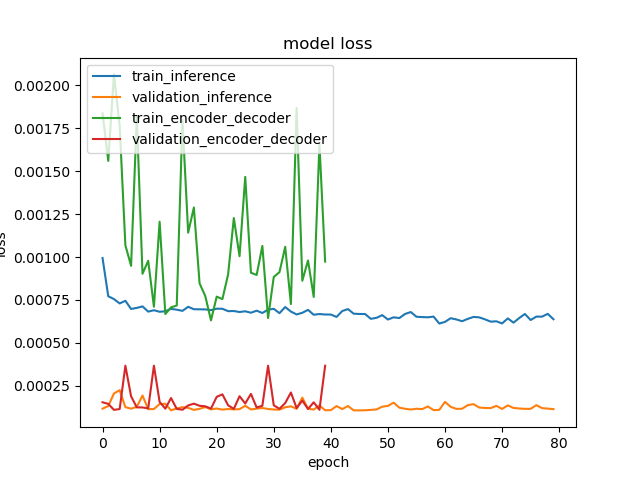 model loss
train_inference
validation_inference
train_encoder_decoder
validation_encoder_decoder
0.00200
0.00175
0.00150
0.00125
0.00100
0.00075
0.00050
0.00025
loss
0 10 20 30 40 50 60 70 80
epoch